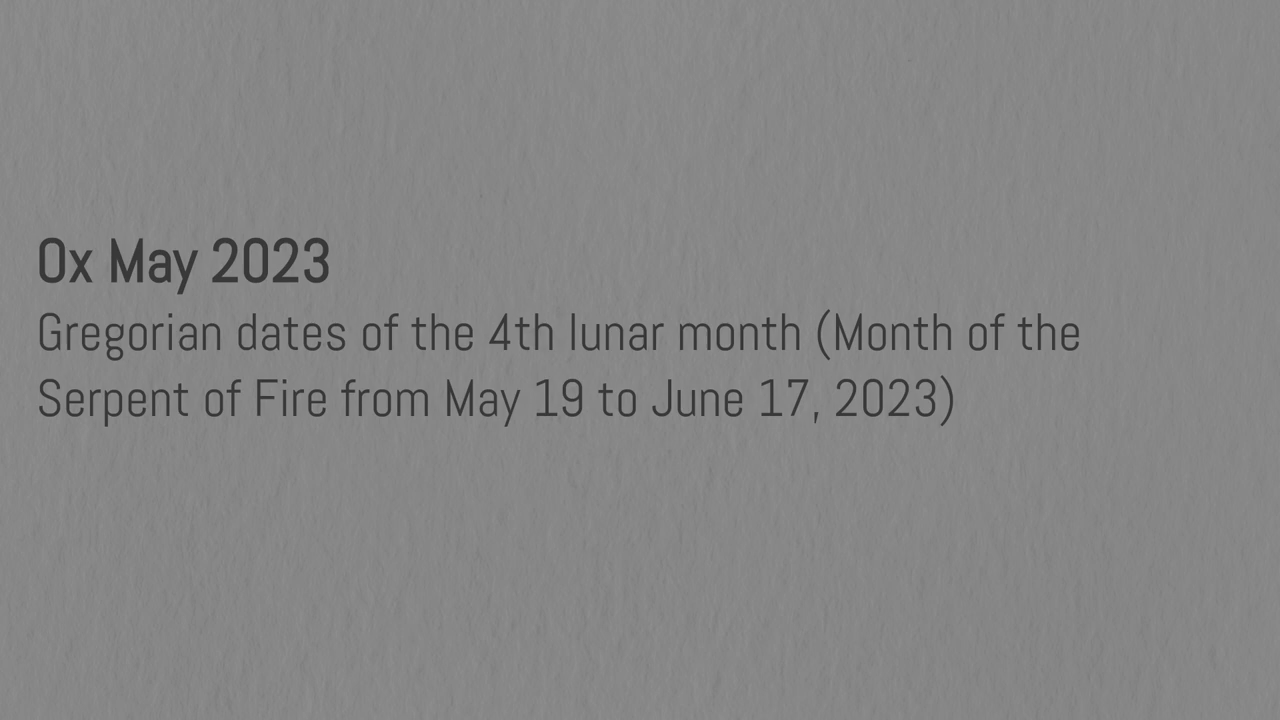 Ox May 2023
Gregorian dates of the 4th lunar month (Month of the
Serpent of Fire from May 19 to June 17, 2023)